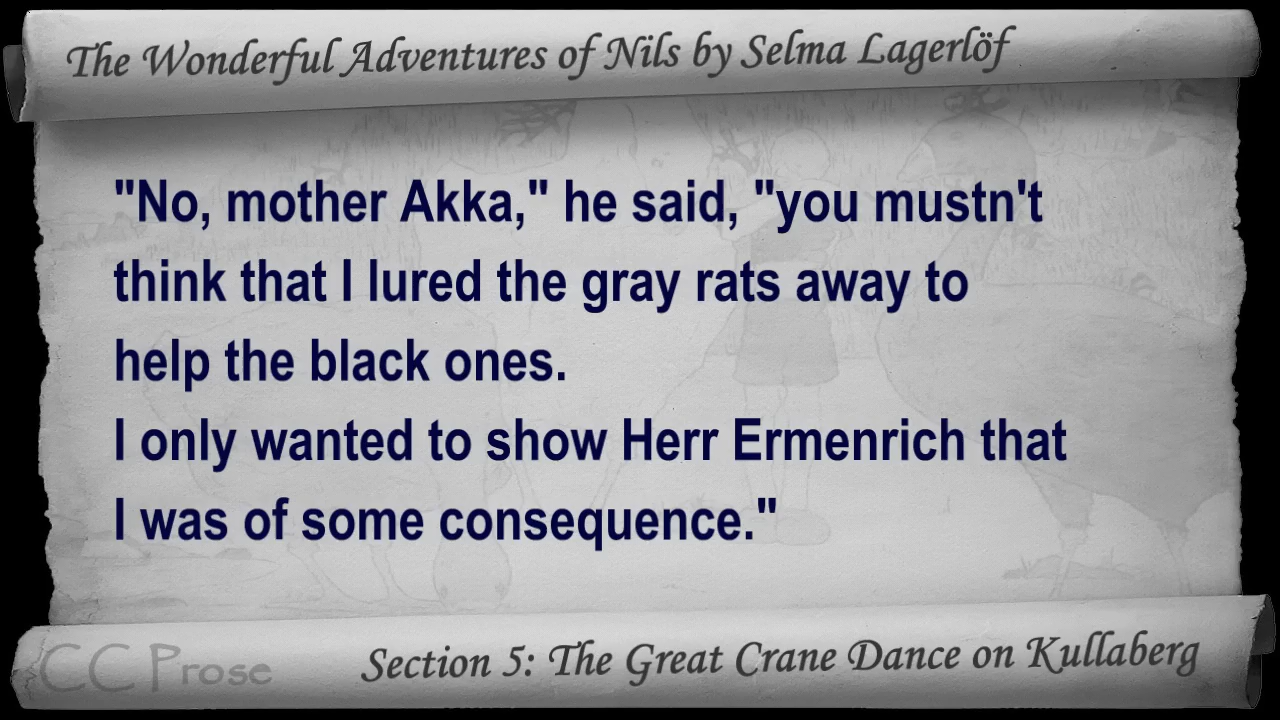 The Wonderful Adventures of Nils by Selma Lagerlöf
"No, mother Akka," he said, "you mustn't
think that I lured the gray rats away to
help the black ones.
I only wanted to show Herr Ermenrich that
I was of some consequence."
CC Prose
Section 5: The Great Crane Dance on Kullaberg